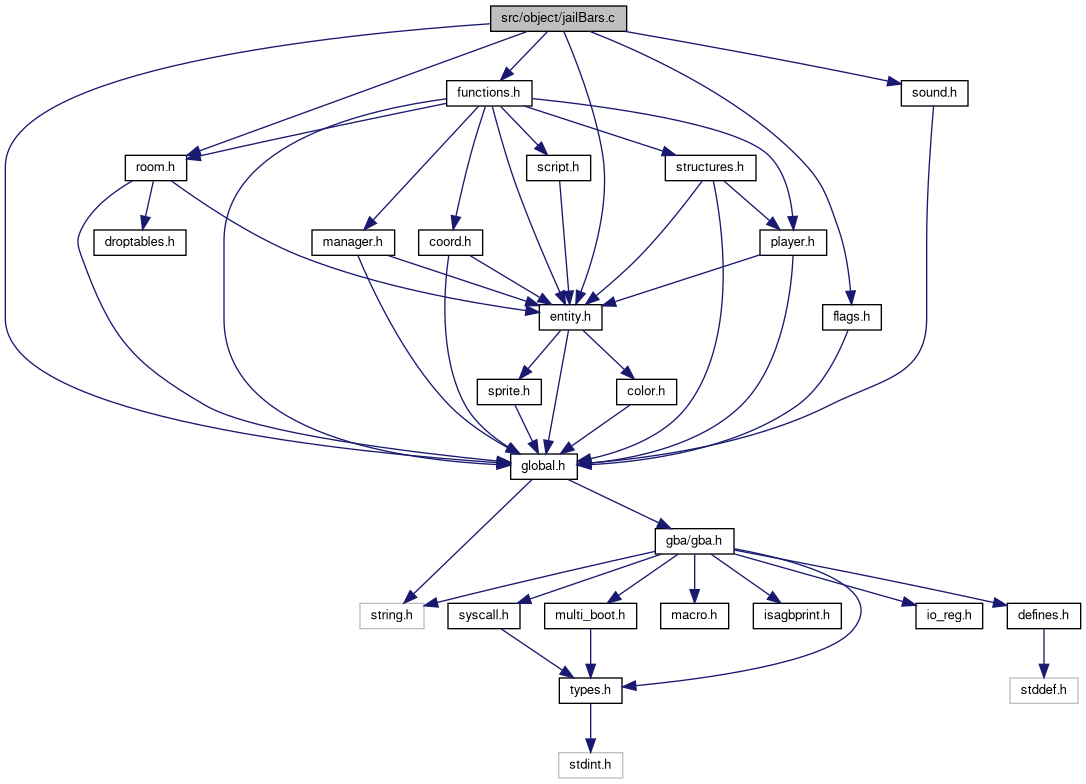 src/object/jailBars.c
functions.h
sound.h
room.h
script.h
structures.h
droptables.h
manager.h
coord.h
player.h
entity.h
flags.h
sprite.h
color.h
global.h
gba/gba.h
string.h
syscall.h
multi_boot.h
macro.h
isagbprint.h
io_reg.h
defines.h
types.h
stddef.h
stdint.h